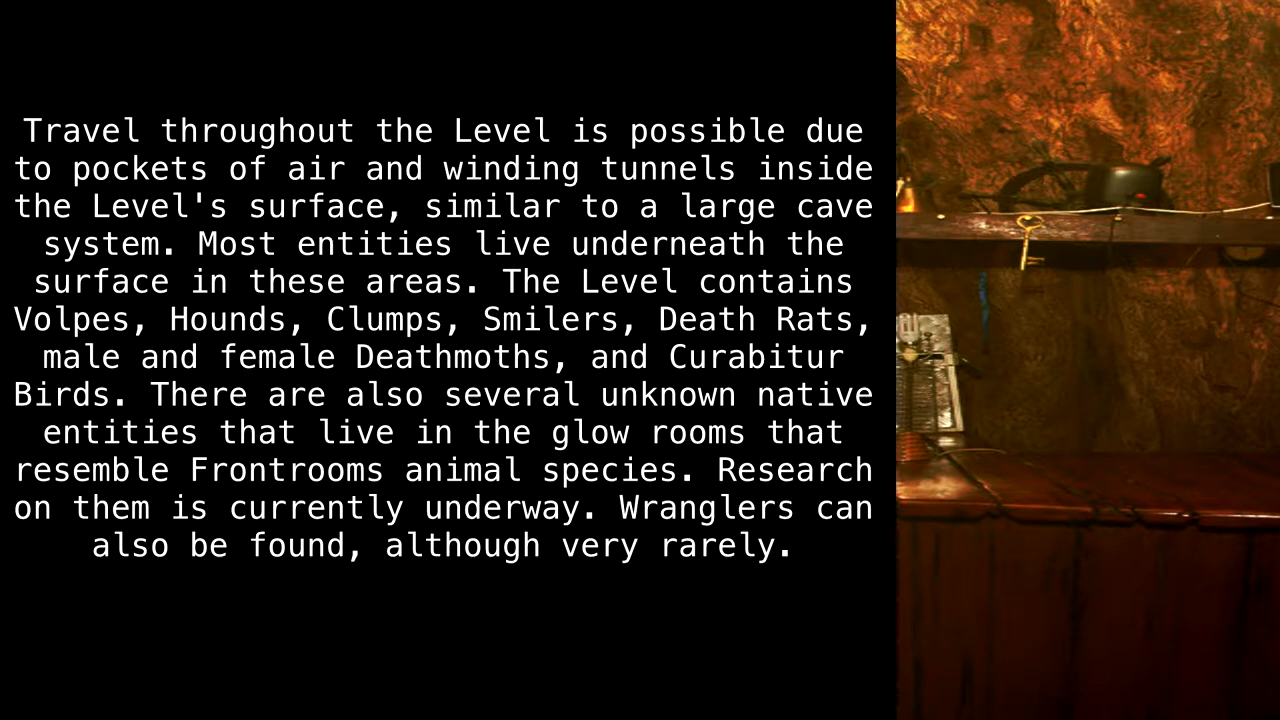 Travel throughout the Level is possible due
to pockets of air and winding tunnels inside
the Level's surface, similar to a large cave
system. Most entities live underneath the
surface in these areas. The Level contains
Volpes, Hounds, Clumps, Smilers, Death Rats,
male and female Deathmoths, and Curabitur
Birds. There are also several unknown native
entities that live in the glow rooms that
resemble Frontrooms animal species. Research
on them is currently underway. Wranglers can
also be found, although very rarely.